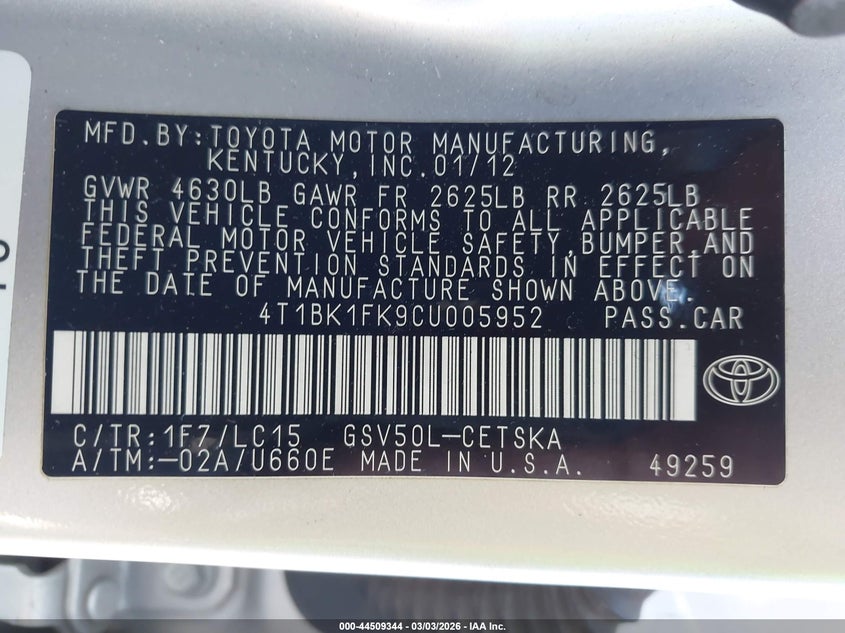 MFD.BY:TOYOTA MOTOR MANUFACTURING,
KENTUCKY,INC.01/12
GVWR 4630LB GAWR FR 2625LB RR 2625LB
THIS VEHICLE CONFORMS TO ALL APPLICABLE
FEDERAL MOTOR VEHICLE SAFETY,BUMPER,AND
THEFT PREVENTION STANDARDS IN EFFECT ON
THE DATE OF MANUFACTURE SHOWN ABOVE.
4T1BK1FK9CU005952 PASS.CAR
C/TR:1F7/LC15 GSV50L-CETSKA
A/TM:-02A/U660E MADE IN U.S.A. 49259
000-44509344 | 03/03/2026 | IAA Inc.